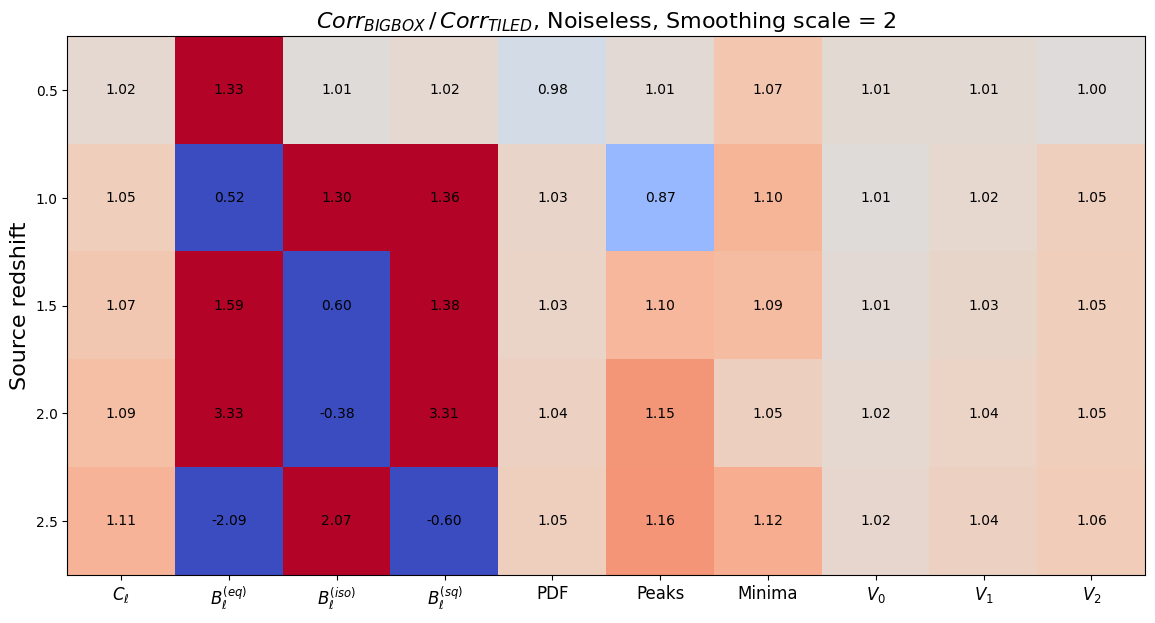 Corr_{BIGBOX} / Corr_{TILED}, Noiseless, Smoothing scale = 2
Source redshift
0.5 1.02 1.33 1.01 1.02 0.98 1.01 1.07 1.01 1.01 1.00
1.0 1.05 0.52 1.30 1.36 1.03 0.87 1.10 1.01 1.02 1.05
1.5 1.07 1.59 0.60 1.38 1.03 1.10 1.09 1.01 1.03 1.05
2.0 1.09 3.33 -0.38 3.31 1.04 1.15 1.05 1.02 1.04 1.05
2.5 1.11 -2.09 2.07 -0.60 1.05 1.16 1.12 1.02 1.04 1.06
C_ℓ B_ℓ^{(eq)} B_ℓ^{(iso)} B_ℓ^{(sq)} PDF Peaks Minima V_0 V_1 V_2